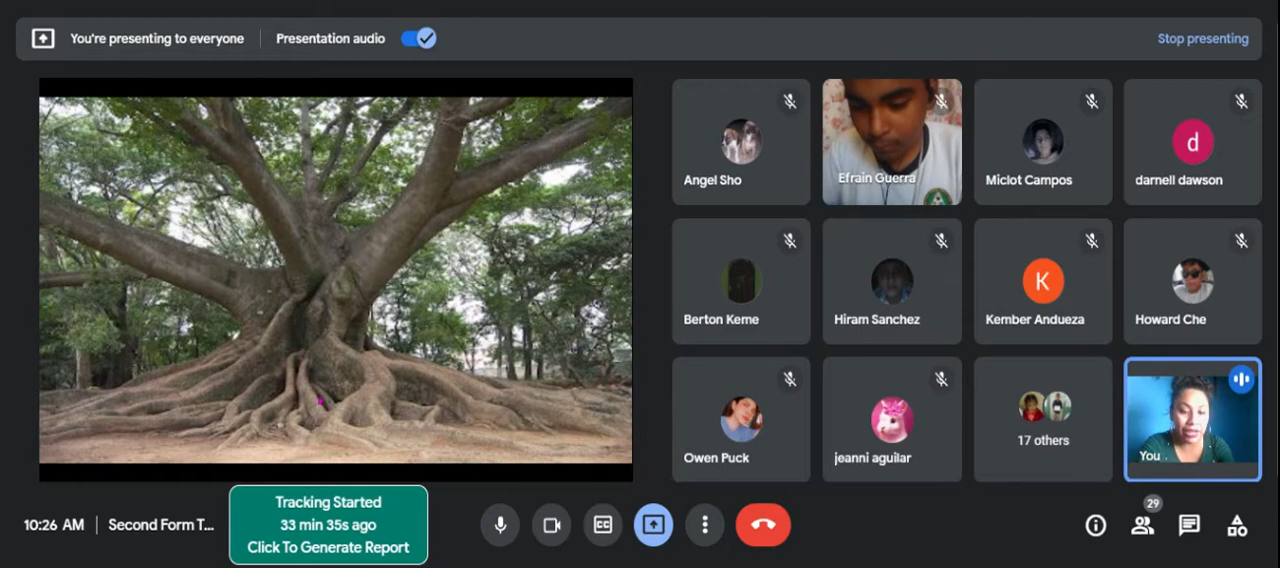 You're presenting to everyone
Presentation audio
Stop presenting
Angel Sho
Efrain Guerra
Miclot Campos
d
darnell dawson
Berton Keme
Hiram Sanchez
K
Kember Andueza
Howard Che
Owen Puck
jeanni aguilar
17 others
You
10:26 AM
Second Form T...
Tracking Started
33 min 35s ago
Click To Generate Report
CC
29